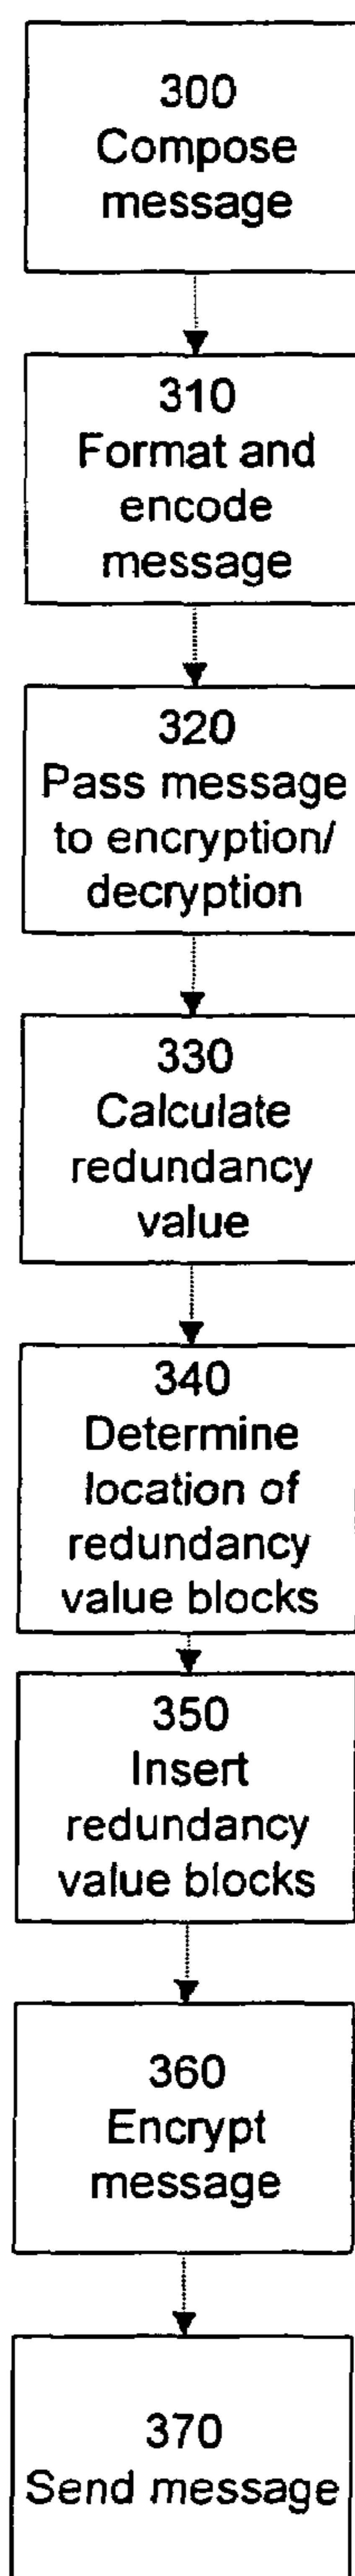 300
Compose
message
310
Format and
encode
message
320
Pass message
to encryption/
decryption
330
Calculate
redundancy
value
340
Determine
location of
redundancy
value blocks
350
Insert
redundancy
value blocks
360
Encrypt
message
370
Send message